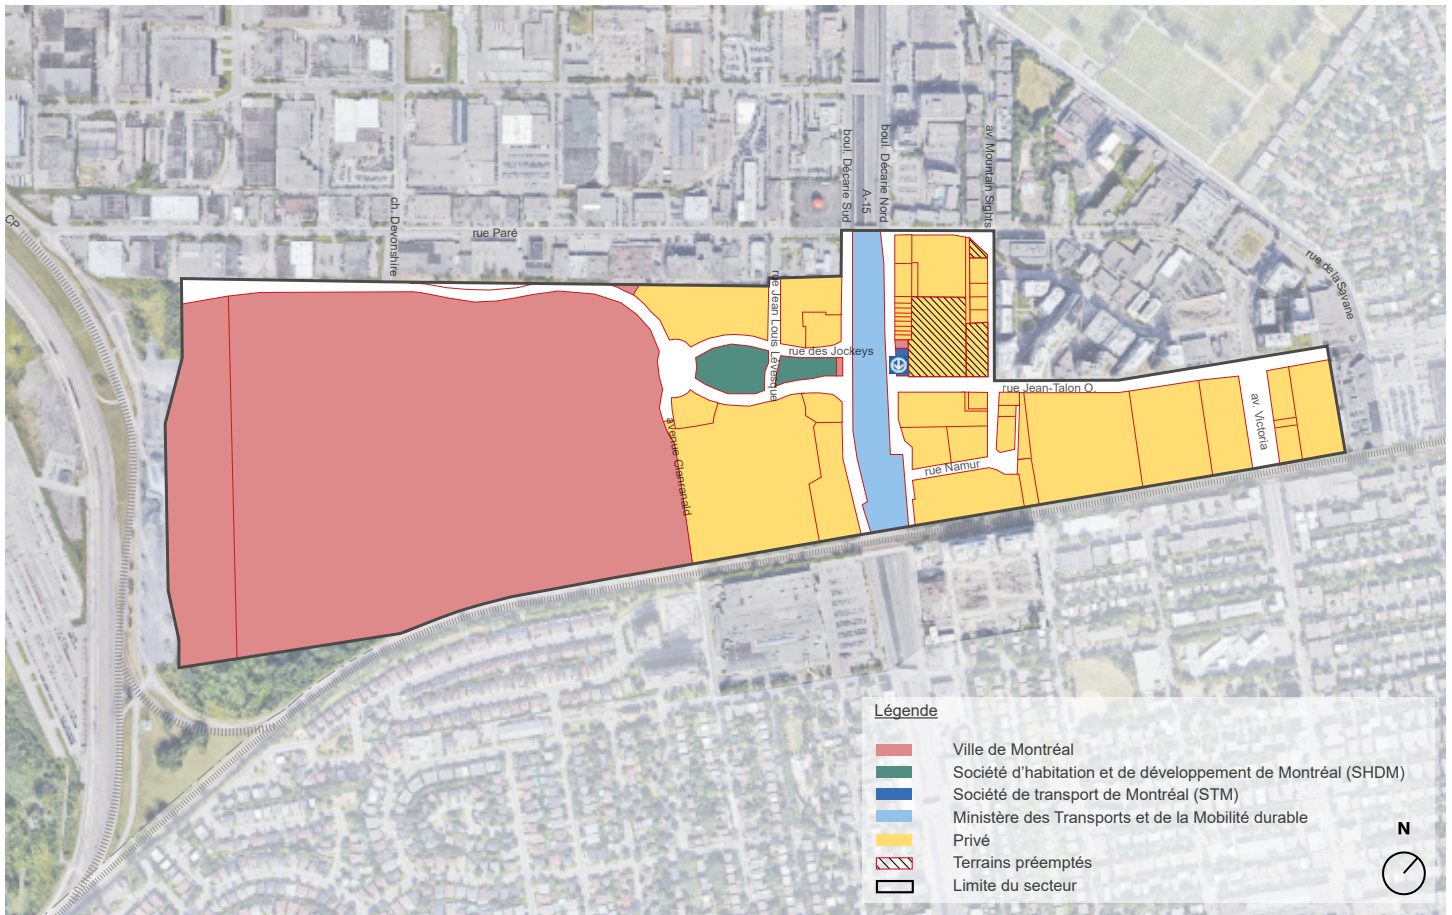 CP
ch. Devonshire
rue Paré
boul. Décarie Sud
A-15
boul. Décarie Nord
av. Mountain Sights
rue de la Savane
rue Jean Louis Lévesque
rue des Jockeys
rue Jean-Talon O.
avenue Clanranald
av. Victoria
rue Namur
Légende
Ville de Montréal
Société d'habitation et de développement de Montréal (SHDM)
Société de transport de Montréal (STM)
Ministère des Transports et de la Mobilité durable
Privé
Terrains préemptés
Limite du secteur
N